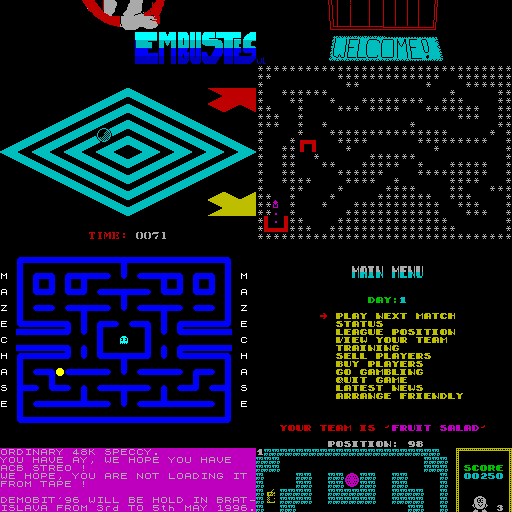 EMBUSTES
WELCOME!
TIME: 0071
MAZECHASE
MAZECHASE
MAIN MENU
DAY:1
PLAY NEXT MATCH
STATUS
LEAGUE POSITION
VIEW YOUR TEAM
TRAINING
SELL PLAYERS
BUY PLAYERS
GO GAMBLING
QUIT GAME
LATEST NEWS
ARRANGE FRIENDLY
YOUR TEAM IS 'FRUIT SALAD'
POSITION: 98
ORDINARY 48K SPECCY.
YOU HAVE AY, WE HOPE YOU HAVE
ACB STREO !
WE HOPE, YOU ARE NOT LOADING IT
FROM TAPE.
DEMOBIT'96 WILL BE HOLD IN BRAT-
ISLAVA FROM 3rd TO 5th MAY 1996.
1
SCORE
00250
3